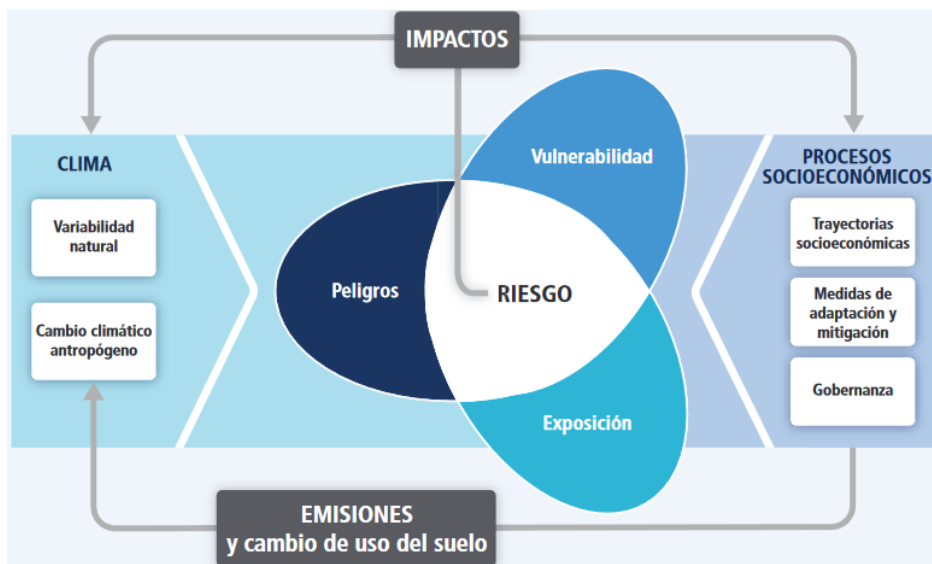 IMPACTOS
CLIMA
Variabilidad
natural
Cambio climático
antropógeno
Vulnerabilidad
Peligros
RIESGO
Exposición
PROCESOS
SOCIOECONÓMICOS
Trayectorias
socioeconómicas
Medidas de
adaptación y
mitigación
Gobernanza
EMISIONES
y cambio de uso del suelo